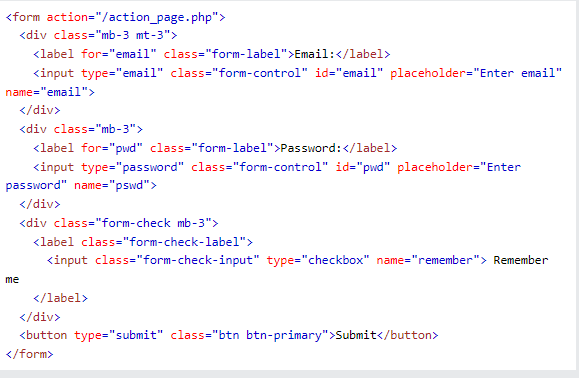 <form action="/action_page.php">
  <div class="mb-3 mt-3">
    <label for="email" class="form-label">Email:</label>
    <input type="email" class="form-control" id="email" placeholder="Enter email"
name="email">
  </div>
  <div class="mb-3">
    <label for="pwd" class="form-label">Password:</label>
    <input type="password" class="form-control" id="pwd" placeholder="Enter
password" name="pswd">
  </div>
  <div class="form-check mb-3">
    <label class="form-check-label">
      <input class="form-check-input" type="checkbox" name="remember"> Remember
me
    </label>
  </div>
  <button type="submit" class="btn btn-primary">Submit</button>
</form>